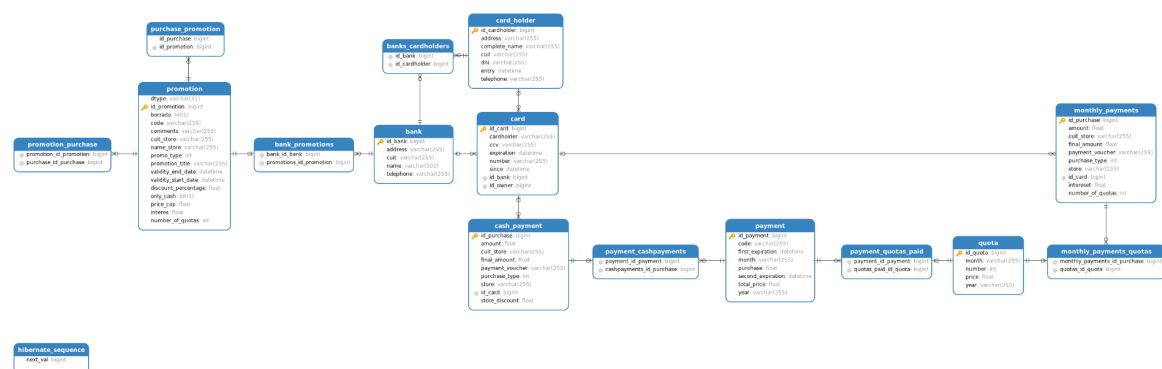 purchase_promotion
id_purchase: bigint
id_promotion: bigint
promotion
dtype: varchar(31)
id_promotion: bigint
borrado: bit(1)
code: varchar(255)
comments: varchar(255)
cuit_store: varchar(255)
name_store: varchar(255)
promo_type: int
promotion_title: varchar(255)
validity_end_date: datetime
validity_start_date: datetime
discount_percentage: float
only_cash: bit(1)
price_cap: float
interes: float
number_of_quotas: int
promotion_purchase
promotion_id_promotion: bigint
purchase_id_purchase: bigint
bank_promotions
bank_id_bank: bigint
promotions_id_promotion: bigint
banks_cardholders
id_bank: bigint
id_cardholder: bigint
bank
id_bank: bigint
address: varchar(255)
cuit: varchar(255)
name: varchar(100)
telephone: varchar(255)
card_holder
id_cardholder: bigint
address: varchar(255)
complete_name: varchar(255)
cuil: varchar(255)
dni: varchar(255)
entry: datetime
telephone: varchar(255)
card
id_card: bigint
cardholder: varchar(255)
ccv: varchar(255)
expiration: datetime
number: varchar(255)
since: datetime
id_bank: bigint
id_owner: bigint
cash_payment
id_purchase: bigint
amount: float
cuit_store: varchar(255)
final_amount: float
payment_voucher: varchar(255)
purchase_type: int
store: varchar(255)
id_card: bigint
store_discount: float
payment_cashpayments
payment_id_payment: bigint
cashpayments_id_purchase: bigint
payment
id_payment: bigint
code: varchar(255)
first_expiration: datetime
month: varchar(255)
purchase: float
second_expiration: datetime
total_price: float
year: varchar(255)
payment_quotas_paid
payment_id_payment: bigint
quotas_paid_id_quota: bigint
quota
id_quota: bigint
month: varchar(255)
number: int
price: float
year: varchar(255)
monthly_payments
id_purchase: bigint
amount: float
cuit_store: varchar(255)
final_amount: float
payment_voucher: varchar(255)
purchase_type: int
store: varchar(255)
id_card: bigint
intereset: float
number_of_quotas: int
monthly_payments_quotas
monthly_payments_id_purchase: bigint
quotas_id_quota: bigint
hibernate_sequence
next_val: bigint